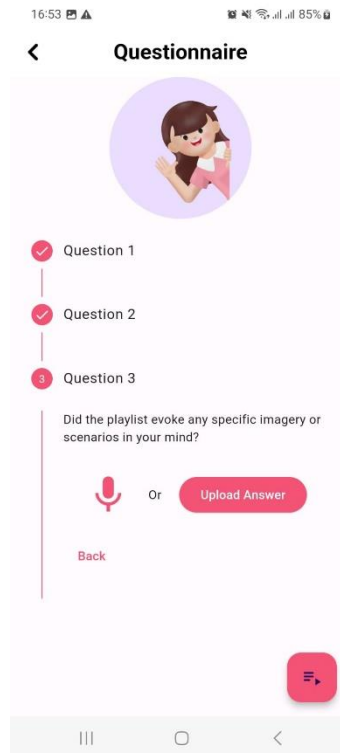 16:53
85%
Questionnaire
Question 1
Question 2
3
Question 3
Did the playlist evoke any specific imagery or
scenarios in your mind?
Or
Upload Answer
Back